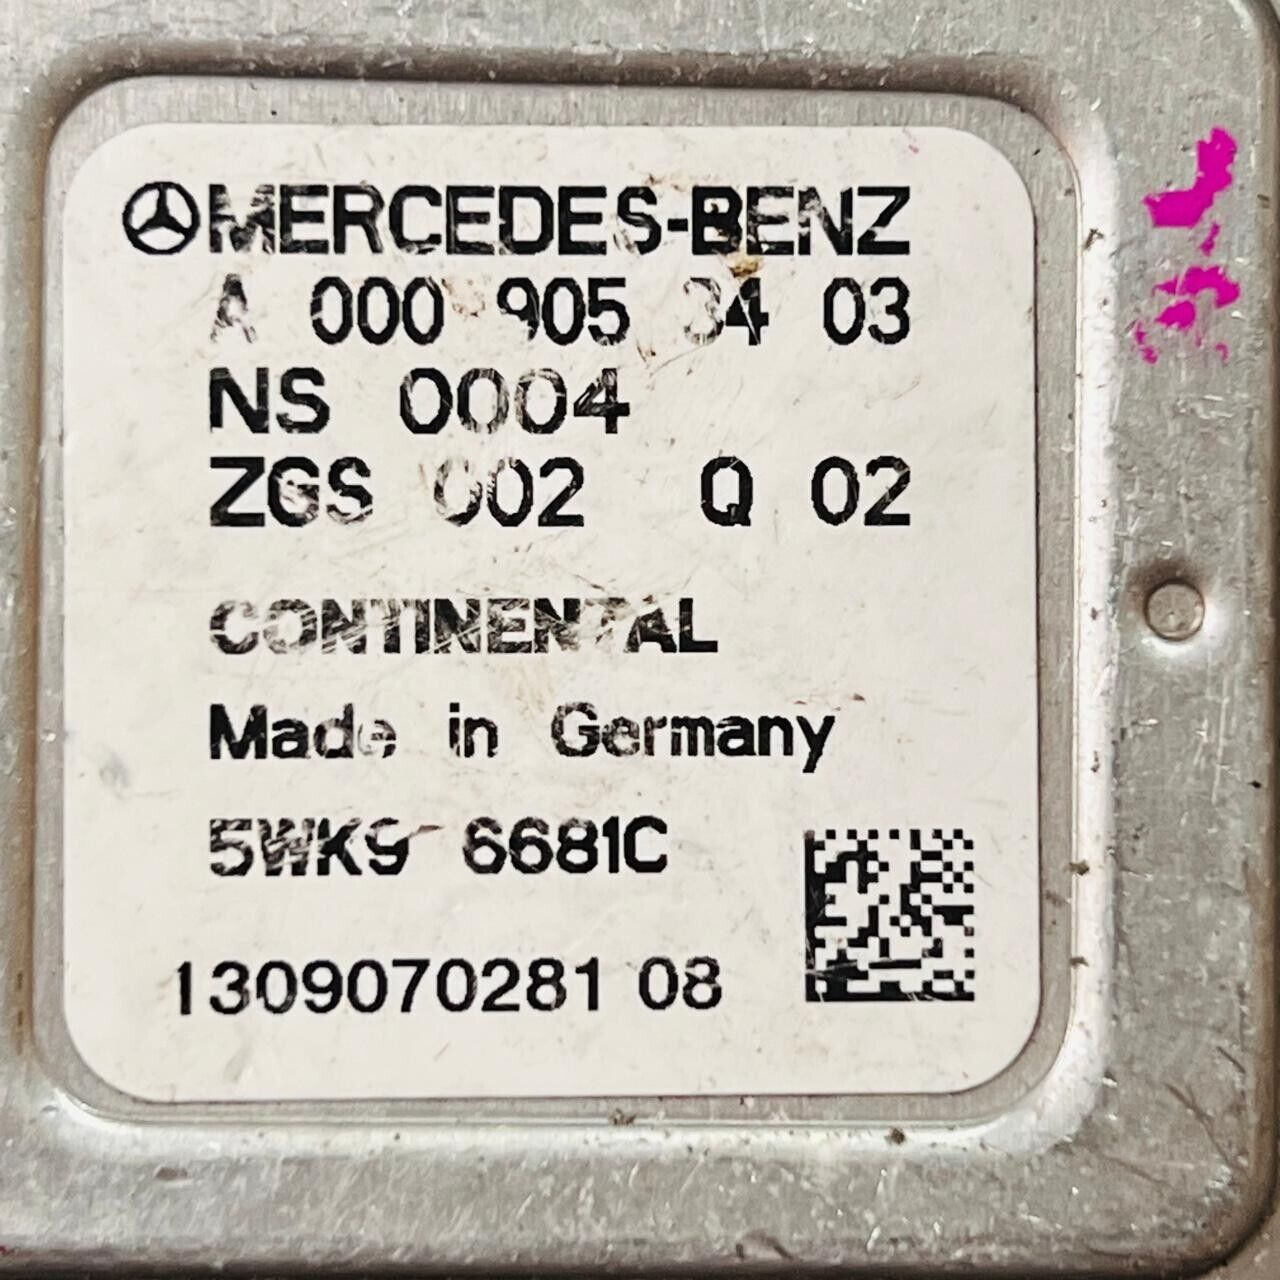 MERCEDES-BENZ
A 000 905 34 03
NS 0004
ZGS 002 Q 02
CONTINENTAL
Made in Germany
5WK9 6681C
1309070281 08